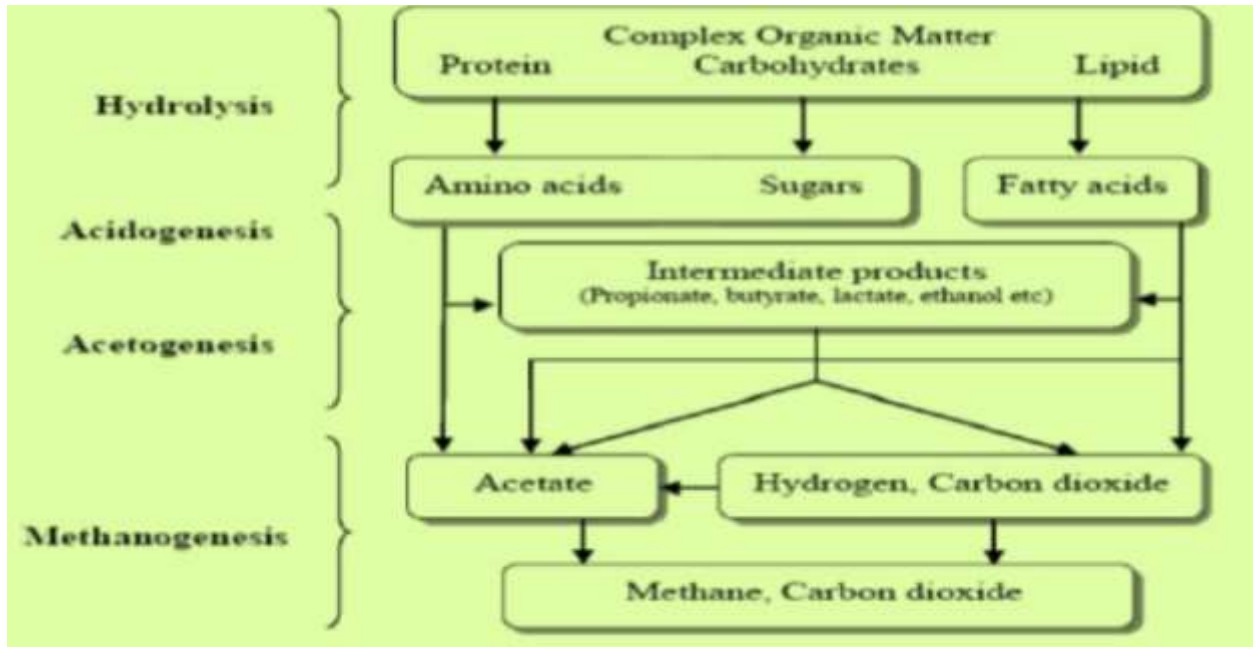 Complex Organic Matter
Protein Carbohydrates Lipid
Hydrolysis
Amino acids Sugars Fatty acids
Acidogenesis
Intermediate products
(Propionate, butyrate, lactate, ethanol etc)
Acetogenesis
Acetate Hydrogen, Carbon dioxide
Methanogenesis
Methane, Carbon dioxide